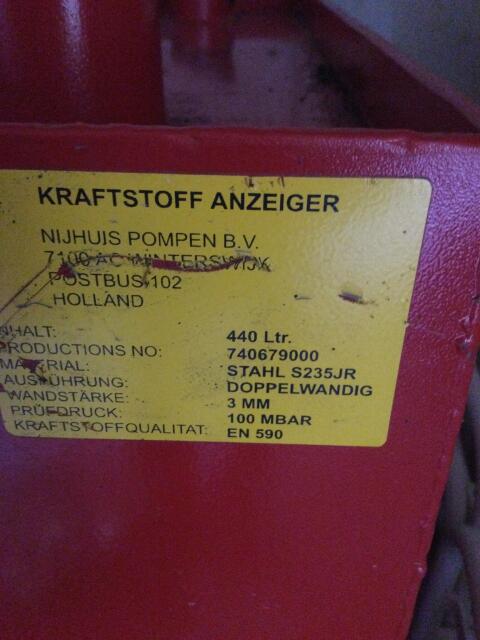 KRAFTSTOFF ANZEIGER
NIJHUIS POMPEN B.V.
7100 AC WINTERSWIJK
POSTBUS 102
HOLLAND
INHALT: 440 Ltr.
PRODUCTIONS NO: 740679000
MATERIAL: STAHL S235JR
AUSFÜHRUNG: DOPPELWANDIG
WANDSTÄRKE: 3 MM
PRÜFDRUCK: 100 MBAR
KRAFTSTOFFQUALITAT: EN 590